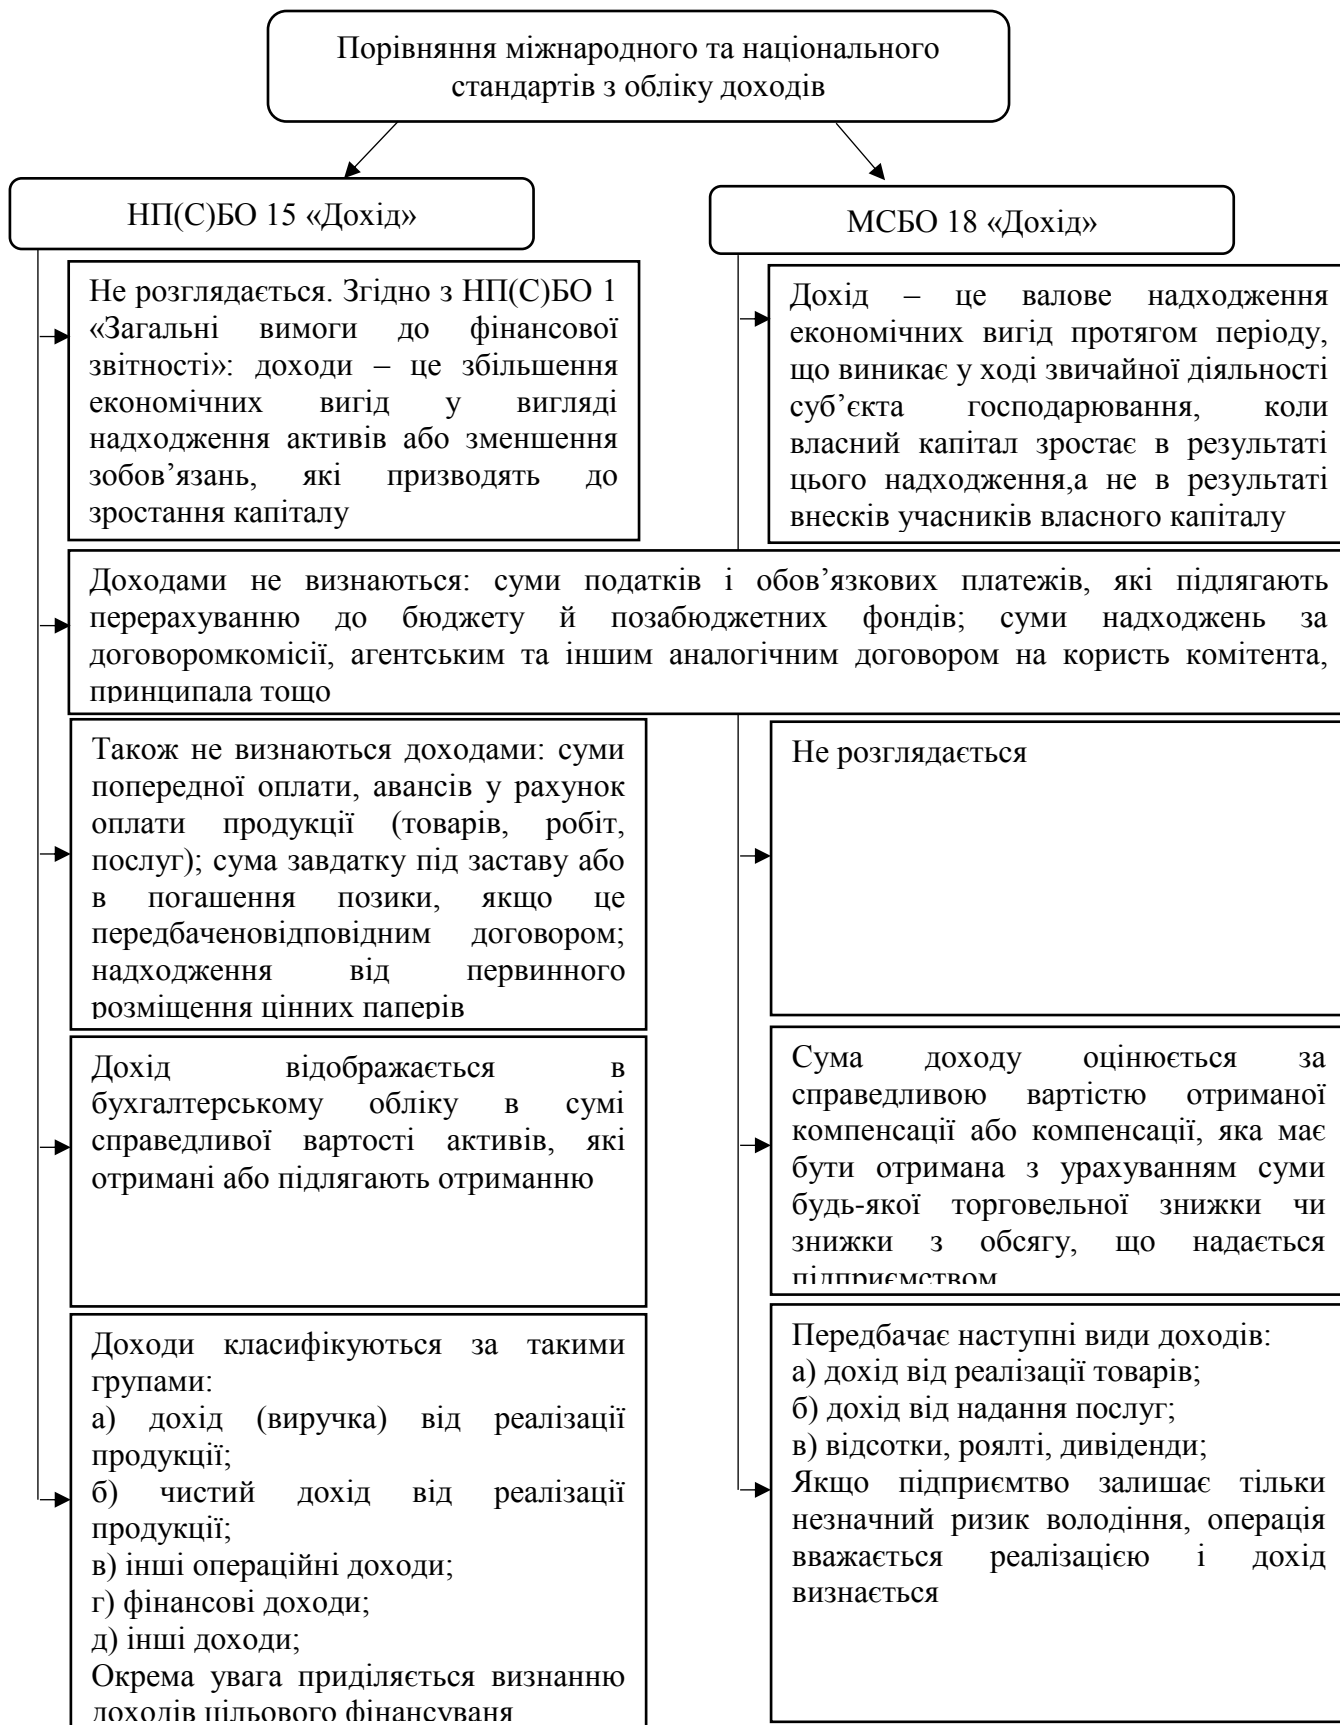 Порівняння міжнародного та національного
стандартів з обліку доходів
НП(С)БО 15 «Дохід»
МСБО 18 «Дохід»
Не розглядається. Згідно з НП(С)БО 1
«Загальні вимоги до фінансової
звітності»: доходи – це збільшення
економічних вигід у вигляді
надходження активів або зменшення
зобов’язань, які призводять до
зростання капіталу
Дохід – це валове надходження
економічних вигід протягом періоду,
що виникає у ході звичайної діяльності
суб’єкта господарювання, коли
власний капітал зростає в результаті
цього надходження,а не в результаті
внесків учасників власного капіталу
Доходами не визнаються: суми податків і обов’язкових платежів, які підлягають
перерахуванню до бюджету й позабюджетних фондів; суми надходжень за
договоромкомісії, агентським та іншим аналогічним договором на користь комітента,
принципала тощо
Також не визнаються доходами: суми
попередної оплати, авансів у рахунок
оплати продукції (товарів, робіт,
послуг); сума завдатку під заставу або
в погашення позики, якщо це
передбаченовідповідним договором;
надходження від первинного
розміщення цінних паперів
Не розглядається
Дохід відображається в
бухгалтерському обліку в сумі
справедливої вартості активів, які
отримані або підлягають отриманню
Сума доходу оцінюється за
справедливою вартістю отриманої
компенсації або компенсації, яка має
бути отримана з урахуванням суми
будь-якої торговельної знижки чи
знижки з обсягу, що надається
підприємством
Доходи класифікуються за такими
групами:
а) дохід (виручка) від реалізації
продукції;
б) чистий дохід від реалізації
продукції;
в) інші операційні доходи;
г) фінансові доходи;
д) інші доходи;
Окрема увага приділяється визнанню
доходів цільового фінансуваня
Передбачає наступні види доходів:
а) дохід від реалізації товарів;
б) дохід від надання послуг;
в) відсотки, роялті, дивіденди;
Якщо підприємтво залишає тільки
незначний ризик володіння, операція
вважається реалізацією і дохід
визнається